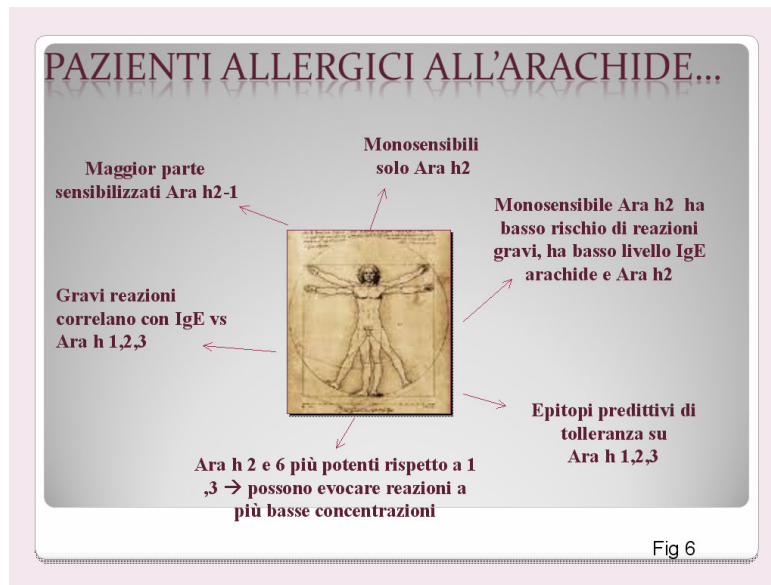 PAZIENTI ALLERGICI ALL'ARACHIDE...
Monosensibili
solo Ara h2
Maggior parte
sensibilizzati Ara h2-1
Monosensibile Ara h2 ha
basso rischio di reazioni
gravi, ha basso livello IgE
arachide e Ara h2
Gravi reazioni
correlano con IgE vs
Ara h 1,2,3
Epitopi predittivi di
tolleranza su
Ara h 1,2,3
Ara h 2 e 6 più potenti rispetto a 1
,3 → possono evocare reazioni a
più basse concentrazioni
Fig 6